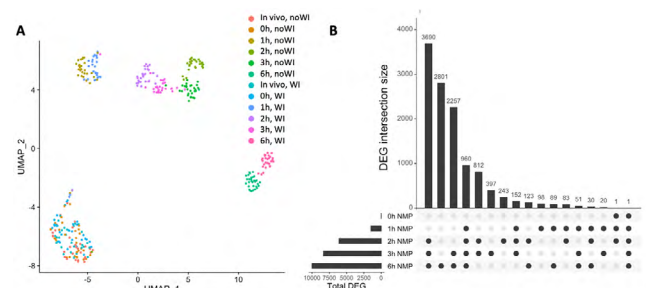 A
In vivo, noWI
0h, noWI
1h, noWI
2h, noWI
3h, noWI
6h, noWI
In vivo, WI
0h, WI
1h, WI
2h, WI
3h, WI
6h, WI
UMAP_2
4
0
-4
-8
-5
0
5
10
UMAP_1
B
DEG intersection size
4000
3000
2000
1000
0
3690
2801
2257
960
812
397
243
152
123
98
89
83
51
30
20
1
1
0h NMP
1h NMP
2h NMP
3h NMP
6h NMP
10000 7500 5000 2500 0
Total DEG